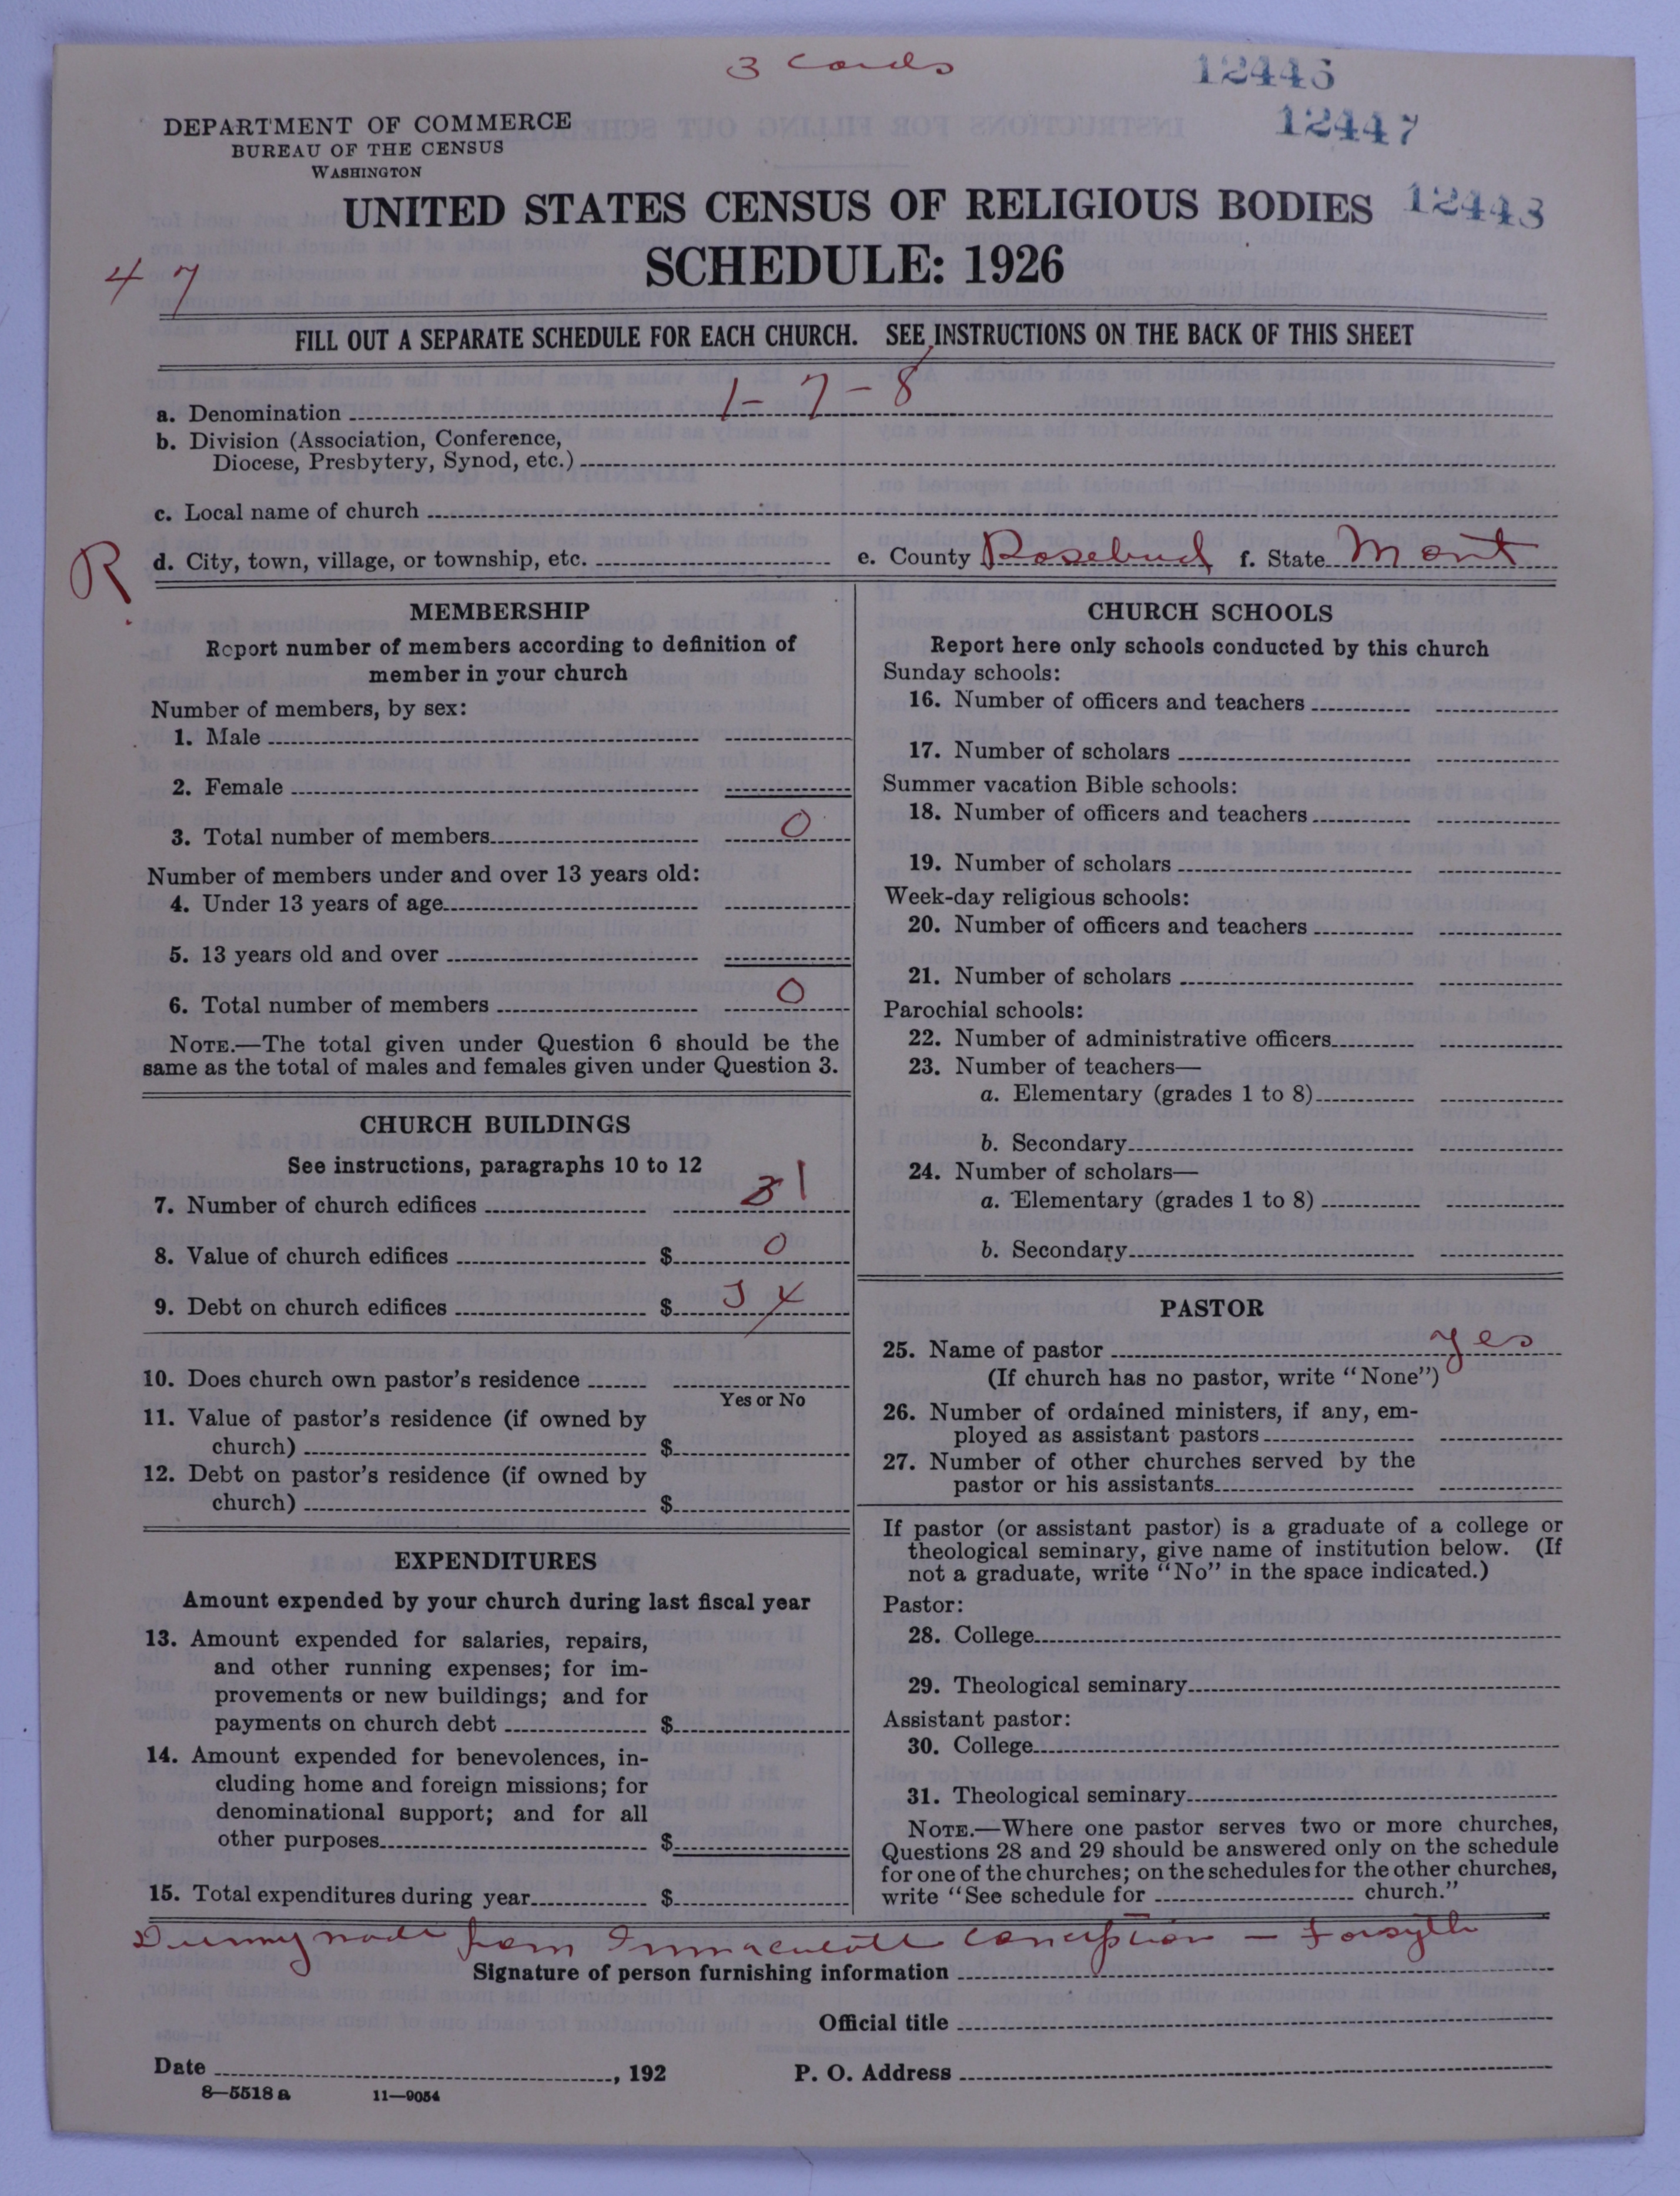 3 Cards
12446
12447
12448
DEPARTMENT OF COMMERCE
BUREAU OF THE CENSUS
WASHINGTON
UNITED STATES CENSUS OF RELIGIOUS BODIES
SCHEDULE: 1926
47
FILL OUT A SEPARATE SCHEDULE FOR EACH CHURCH. SEE INSTRUCTIONS ON THE BACK OF THIS SHEET
a. Denomination 1-7-8
b. Division (Association, Conference,
Diocese, Presbytery, Synod, etc.)
c. Local name of church
R
d. City, town, village, or township, etc. e. County Rosebud f. State Mont
MEMBERSHIP
Report number of members according to definition of
member in your church
Number of members, by sex:
1. Male
2. Female
3. Total number of members 0
Number of members under and over 13 years old:
4. Under 13 years of age
5. 13 years old and over
6. Total number of members 0
NOTE.—The total given under Question 6 should be the
same as the total of males and females given under Question 3.
CHURCH BUILDINGS
See instructions, paragraphs 10 to 12
7. Number of church edifices 1
8. Value of church edifices $ 0
9. Debt on church edifices $ J X
10. Does church own pastor's residence
Yes or No
11. Value of pastor's residence (if owned by
church) $
12. Debt on pastor's residence (if owned by
church) $
EXPENDITURES
Amount expended by your church during last fiscal year
13. Amount expended for salaries, repairs,
and other running expenses; for im-
provements or new buildings; and for
payments on church debt $
14. Amount expended for benevolences, in-
cluding home and foreign missions; for
denominational support; and for all
other purposes $
15. Total expenditures during year $
CHURCH SCHOOLS
Report here only schools conducted by this church
Sunday schools:
16. Number of officers and teachers
17. Number of scholars
Summer vacation Bible schools:
18. Number of officers and teachers
19. Number of scholars
Week-day religious schools:
20. Number of officers and teachers
21. Number of scholars
Parochial schools:
22. Number of administrative officers
23. Number of teachers—
a. Elementary (grades 1 to 8)
b. Secondary
24. Number of scholars—
a. Elementary (grades 1 to 8)
b. Secondary
PASTOR
25. Name of pastor yes
(If church has no pastor, write "None")
26. Number of ordained ministers, if any, em-
ployed as assistant pastors
27. Number of other churches served by the
pastor or his assistants
If pastor (or assistant pastor) is a graduate of a college or
theological seminary, give name of institution below. (If
not a graduate, write "No" in the space indicated.)
Pastor:
28. College
29. Theological seminary
Assistant pastor:
30. College
31. Theological seminary
NOTE.—Where one pastor serves two or more churches,
Questions 28 and 29 should be answered only on the schedule
for one of the churches; on the schedules for the other churches,
write "See schedule for church."
Dummy made from Immaculate Conception - Forsyth
Signature of person furnishing information
Official title
Date , 192 P. O. Address
8—5518 a 11—9054